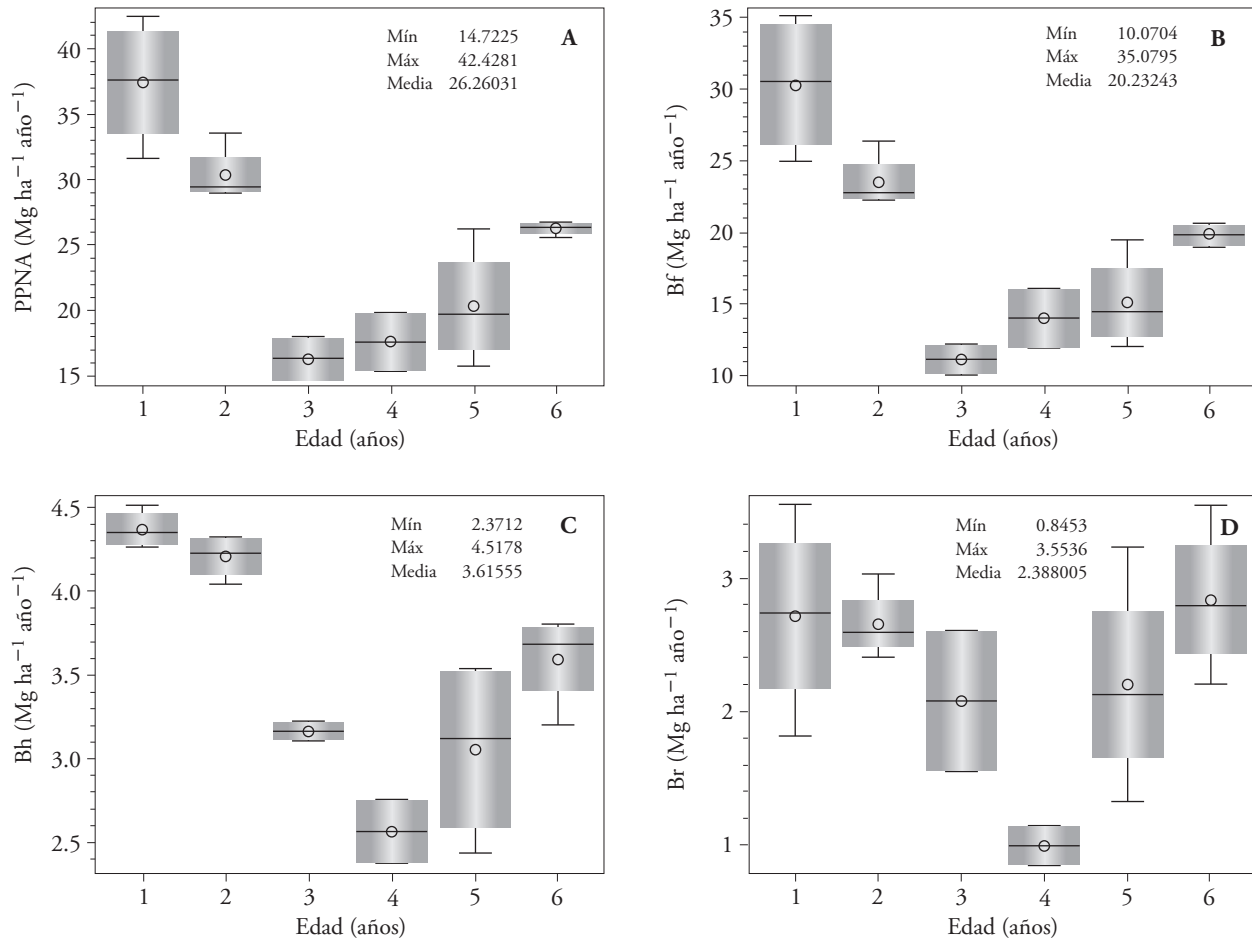 A
Mín 14.7225
Máx 42.4281
Media 26.26031
PPNA (Mg ha⁻¹ año⁻¹)
40
35
30
25
20
15
1 2 3 4 5 6
Edad (años)
B
Mín 10.0704
Máx 35.0795
Media 20.23243
Bf (Mg ha⁻¹ año⁻¹)
35
30
25
20
15
10
1 2 3 4 5 6
Edad (años)
C
Mín 2.3712
Máx 4.5178
Media 3.61555
Bh (Mg ha⁻¹ año⁻¹)
4.5
4.0
3.5
3.0
2.5
1 2 3 4 5 6
Edad (años)
D
Mín 0.8453
Máx 3.5536
Media 2.388005
Br (Mg ha⁻¹ año⁻¹)
3
2
1
1 2 3 4 5 6
Edad (años)